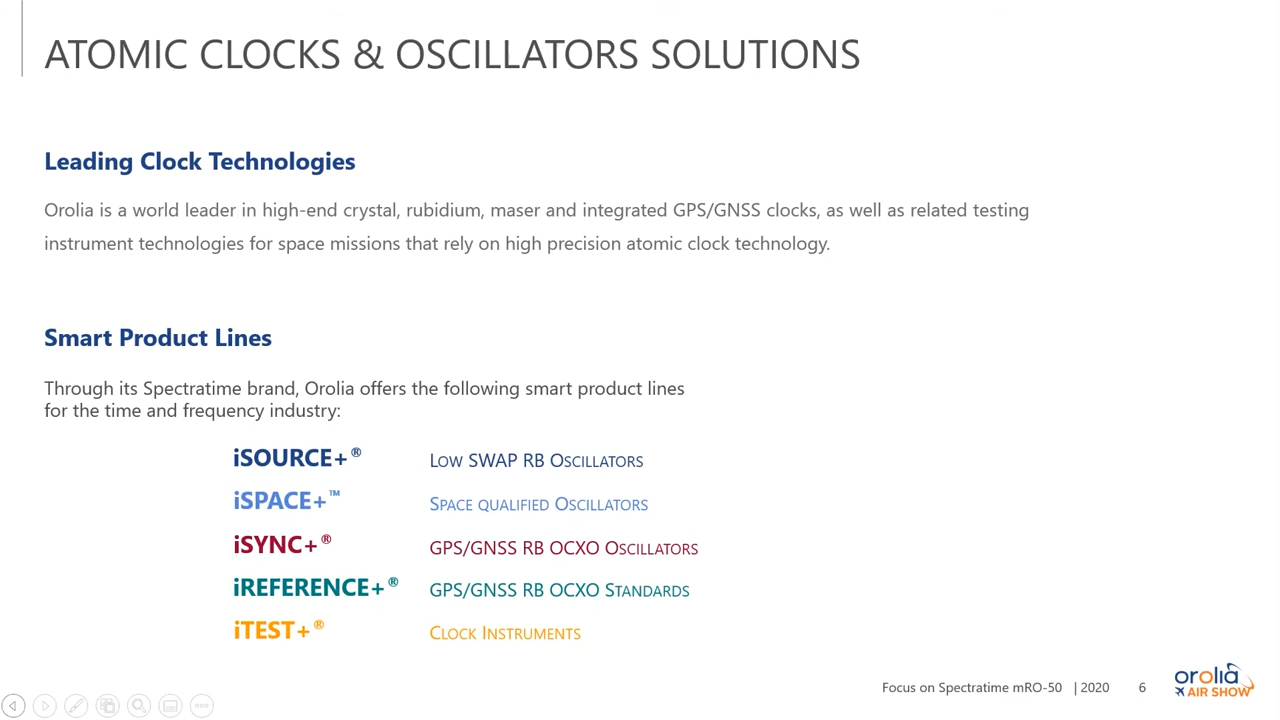 ATOMIC CLOCKS & OSCILLATORS SOLUTIONS
Leading Clock Technologies
Orolia is a world leader in high-end crystal, rubidium, maser and integrated GPS/GNSS clocks, as well as related testing
instrument technologies for space missions that rely on high precision atomic clock technology.
Smart Product Lines
Through its Spectratime brand, Orolia offers the following smart product lines
for the time and frequency industry:
iSOURCE+® Low SWAP RB Oscillators
iSPACE+™ Space qualified Oscillators
iSYNC+® GPS/GNSS RB OCXO Oscillators
iREFERENCE+® GPS/GNSS RB OCXO Standards
iTEST+® Clock Instruments
Focus on Spectratime mRO-50 | 2020 6
orolia
AIR SHOW